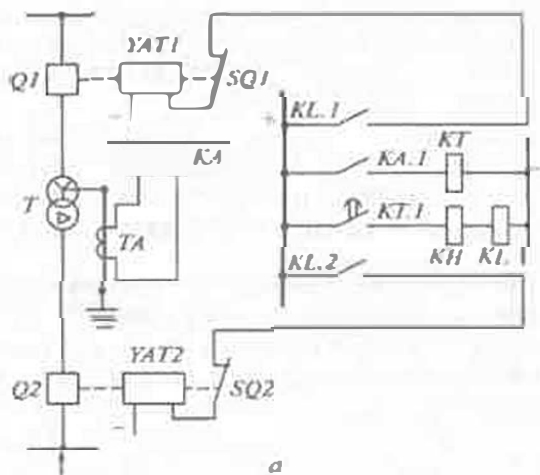 YAT1
Q1
SQ1
KL.1
+
KT
KA
KA.1
–
T
TA
KT.1
KH
KL
KL.2
YAT2
Q2
SQ2
–
а